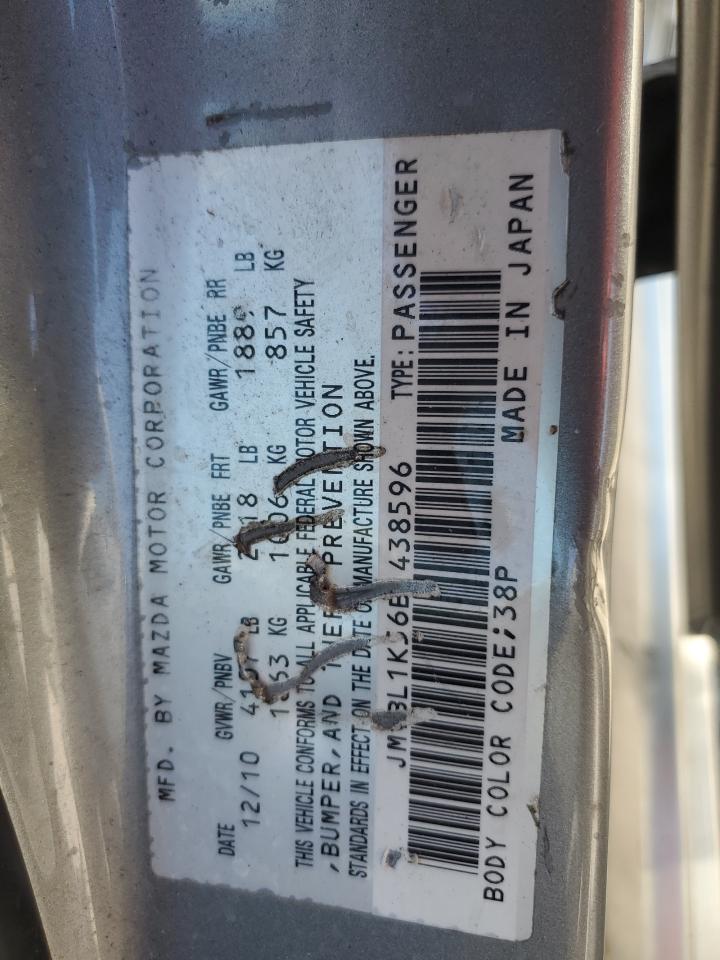 MFD. BY MAZDA MOTOR CORPORATION
DATE GVWR/PNBV GAWR/PNBE FRT GAWR/PNBE RR
12/10 LB LB LB
KG KG 857 KG
THIS VEHICLE CONFORMS TO ALL APPLICABLE FEDERAL MOTOR VEHICLE SAFETY
,BUMPER,AND PREVENTION
STANDARDS IN EFFECT ON THE DATE OF MANUFACTURE SHOWN ABOVE.
438596 TYPE:PASSENGER
BODY COLOR CODE;38P MADE IN JAPAN